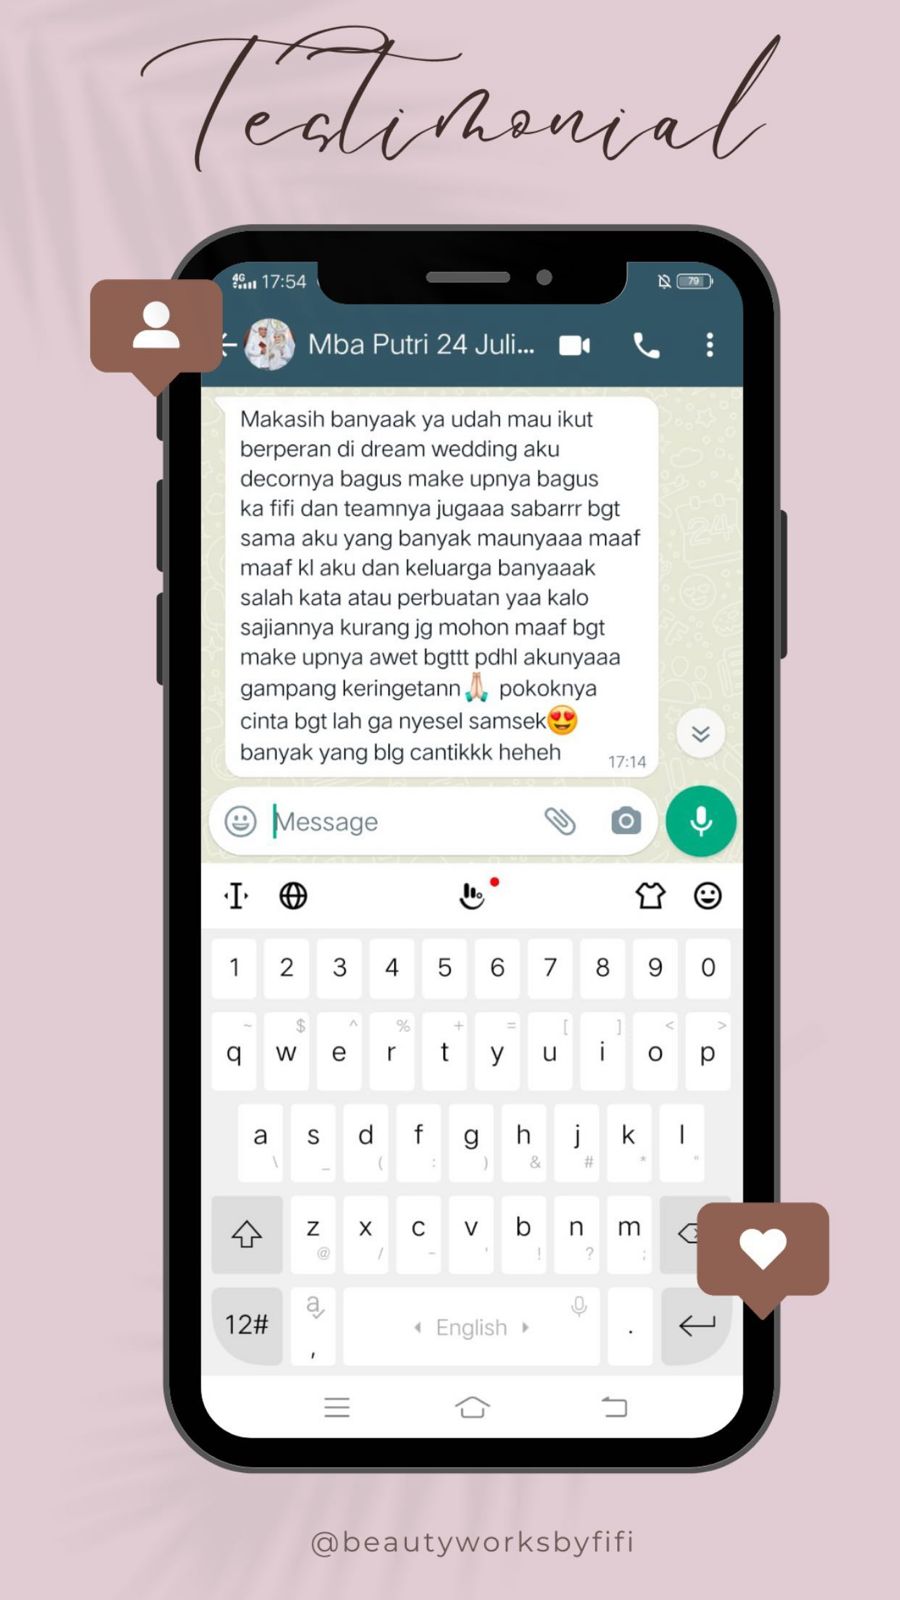 Testimonial
4G 17:54 79
Mba Putri 24 Juli...
Makasih banyaak ya udah mau ikut
berperan di dream wedding aku
decornya bagus make upnya bagus
ka fifi dan teamnya jugaaa sabarrr bgt
sama aku yang banyak maunyaaa maaf
maaf kl aku dan keluarga banyaaak
salah kata atau perbuatan yaa kalo
sajiannya kurang jg mohon maaf bgt
make upnya awet bgttt pdhl akunyaaa
gampang keringetann🙏🏻 pokoknya
cinta bgt lah ga nyesel samsek😍
banyak yang blg cantikkk heheh
17:14
Message
1 2 3 4 5 6 7 8 9 0
~ $ ^ % + = [ ] < >
q w e r t y u i o p
a s d f g h j k l
\ _ ( : ) & # * "
z x c v b n m
@ / - ' ! ? ;
12# a , English .
@beautyworksbyfifi